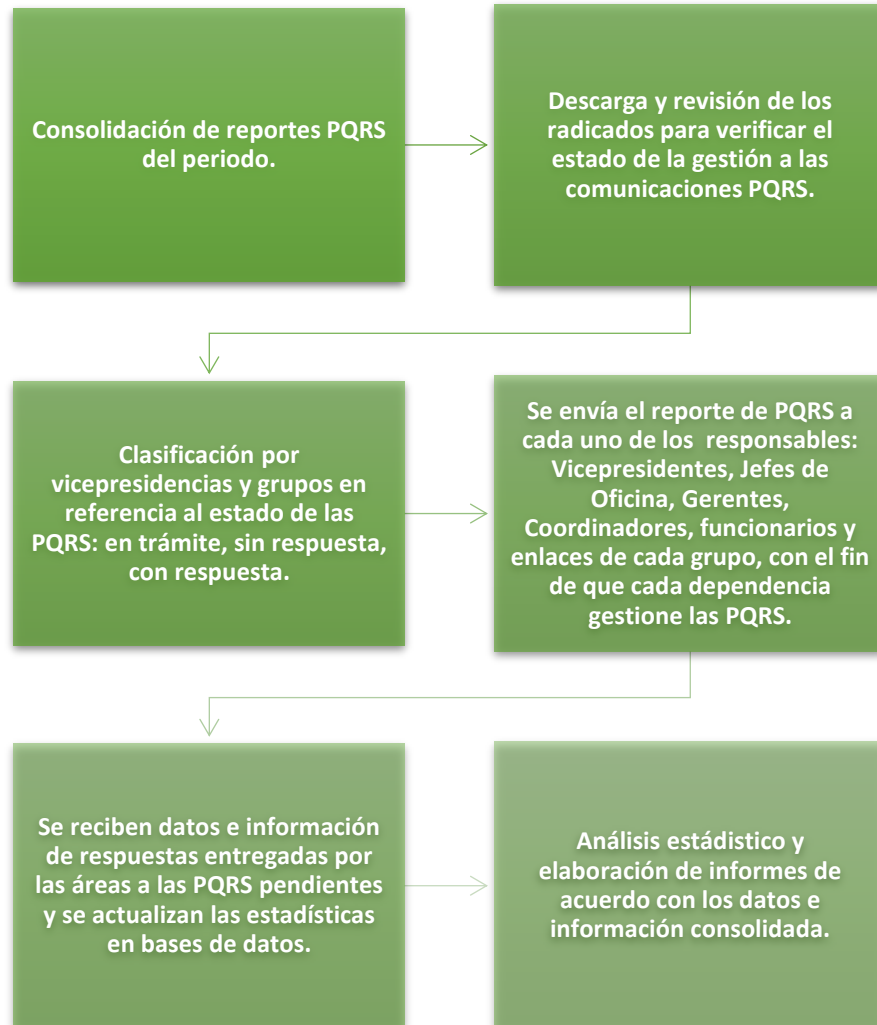 Consolidación de reportes PQRS
del periodo.
Descarga y revisión de los
radicados para verificar el
estado de la gestión a las
comunicaciones PQRS.
Clasificación por
vicepresidencias y grupos en
referencia al estado de las
PQRS: en trámite, sin respuesta,
con respuesta.
Se envía el reporte de PQRS a
cada uno de los responsables:
Vicepresidentes, Jefes de
Oficina, Gerentes,
Coordinadores, funcionarios y
enlaces de cada grupo, con el fin
de que cada dependencia
gestione las PQRS.
Se reciben datos e información
de respuestas entregadas por
las áreas a las PQRS pendientes
y se actualizan las estadísticas
en bases de datos.
Análisis estádistico y
elaboración de informes de
acuerdo con los datos e
información consolidada.